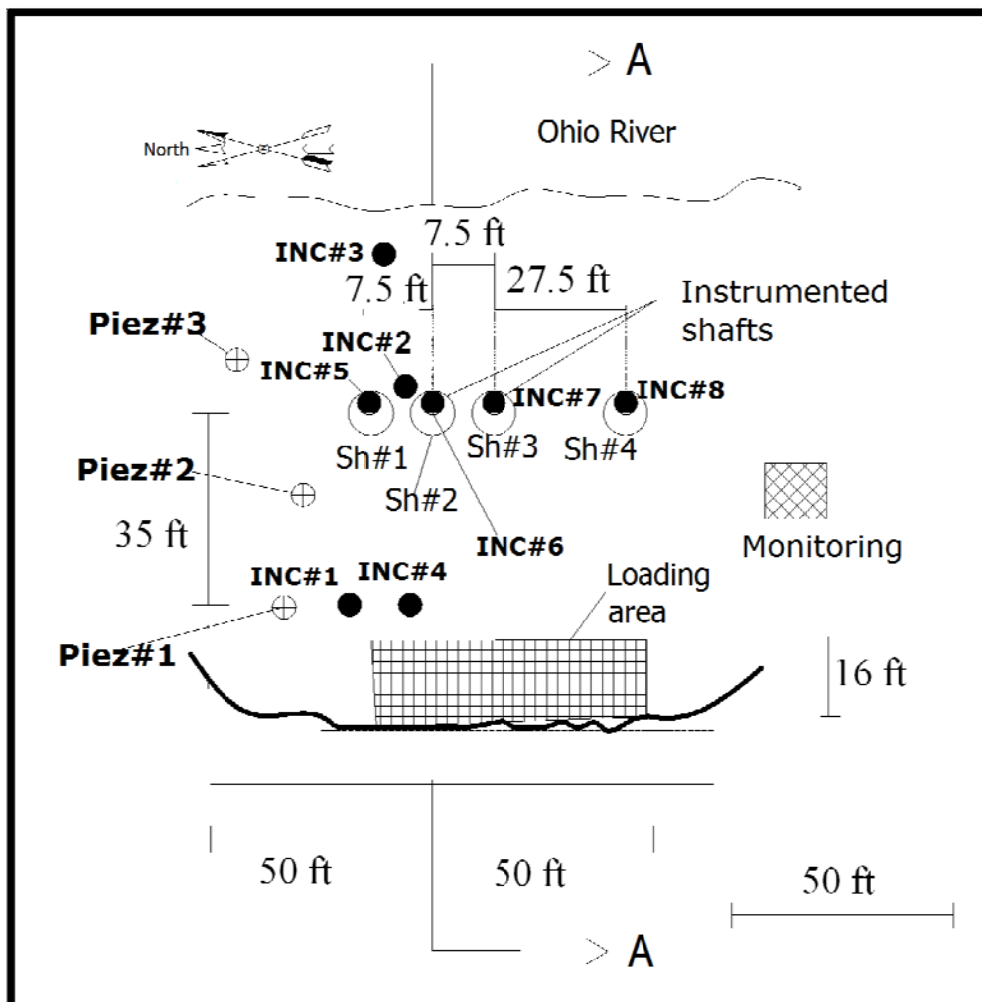 A
Ohio River
North
7.5 ft
INC#3
7.5 ft
27.5 ft
Instrumented
shafts
Piez#3
INC#2
INC#5
INC#7
INC#8
Sh#1
Sh#3
Sh#4
Piez#2
Sh#2
35 ft
INC#6
Monitoring
INC#1
INC#4
Loading
area
Piez#1
16 ft
50 ft
50 ft
50 ft
A